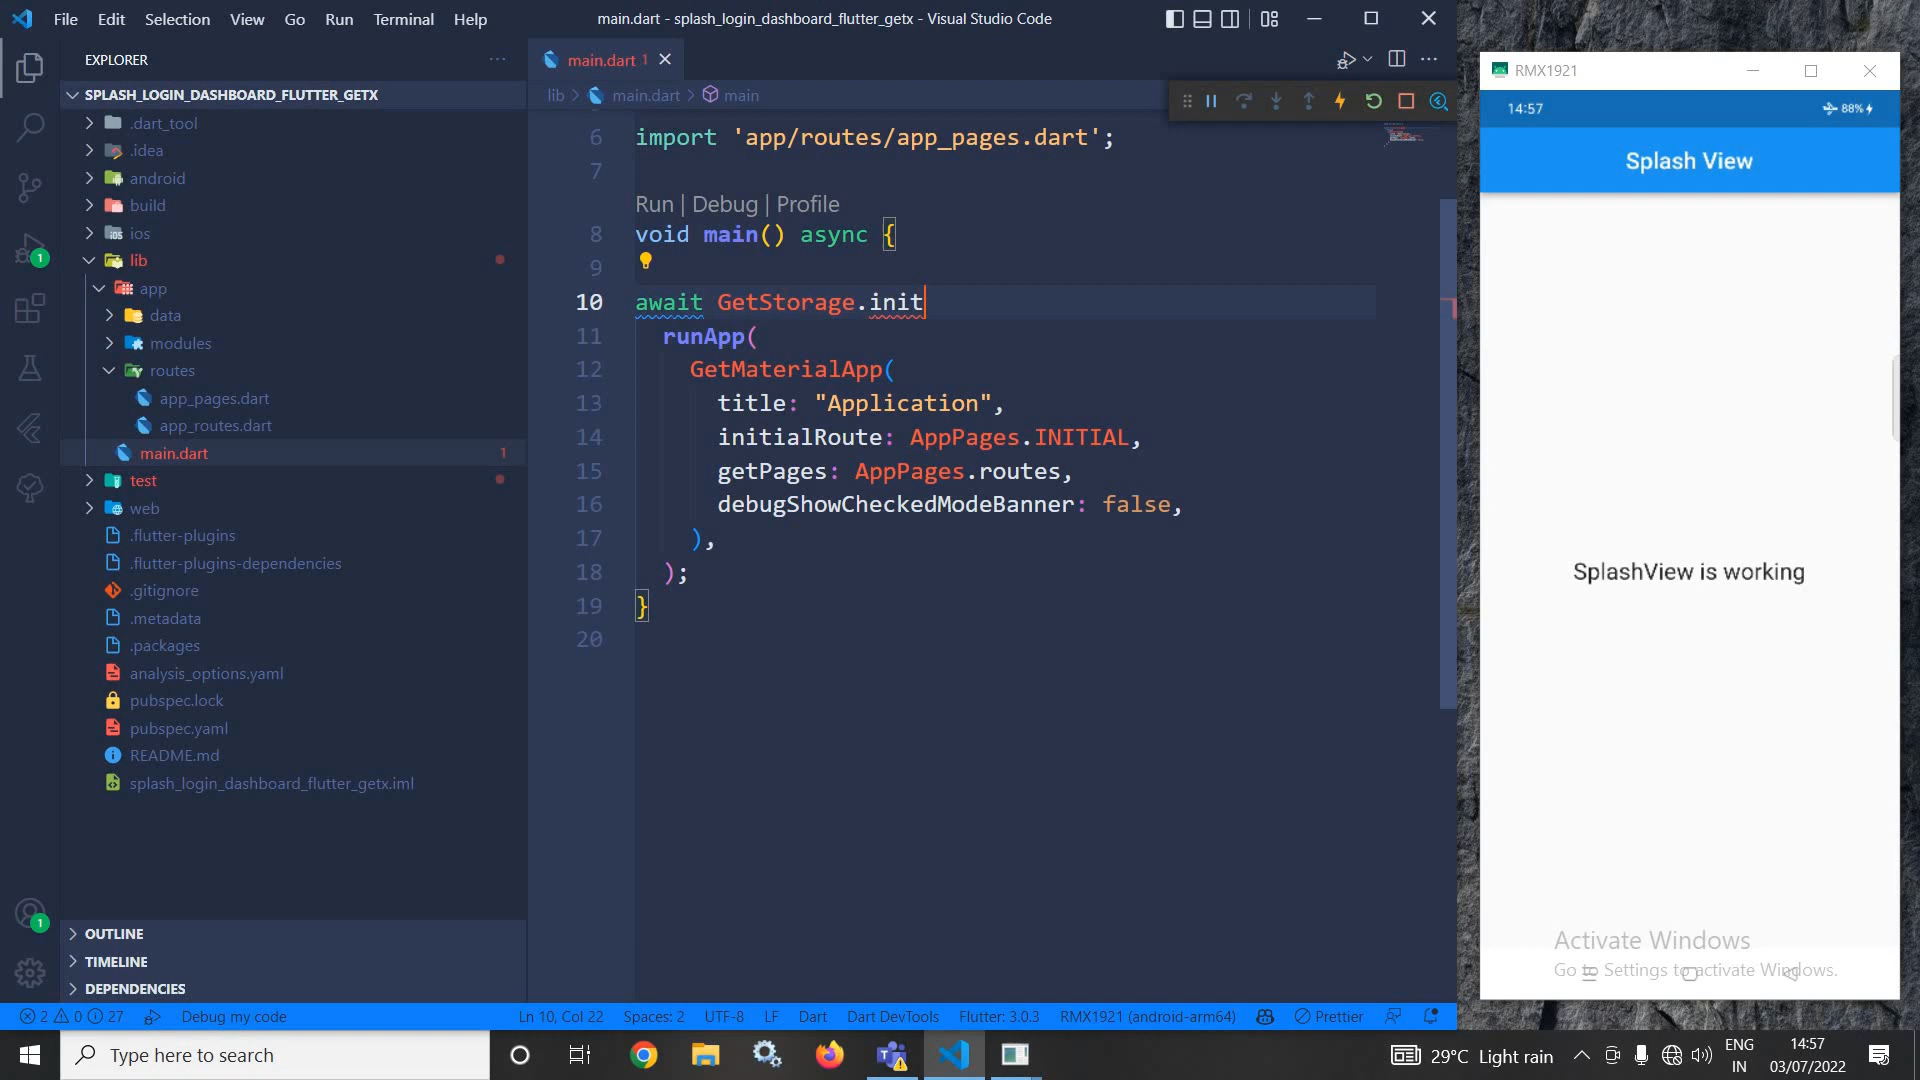 File Edit Selection View Go Run Terminal Help
main.dart - splash_login_dashboard_flutter_getx - Visual Studio Code
EXPLORER
SPLASH_LOGIN_DASHBOARD_FLUTTER_GETX
.dart_tool
.idea
android
build
ios
lib
app
data
modules
routes
app_pages.dart
app_routes.dart
main.dart 1
test
web
.flutter-plugins
.flutter-plugins-dependencies
.gitignore
.metadata
.packages
analysis_options.yaml
pubspec.lock
pubspec.yaml
README.md
splash_login_dashboard_flutter_getx.iml
OUTLINE
TIMELINE
DEPENDENCIES
1
1
main.dart 1
lib > main.dart > main
6 import 'app/routes/app_pages.dart';
7
Run | Debug | Profile
8 void main() async {
9
10 await GetStorage.init
11 runApp(
12 GetMaterialApp(
13 title: "Application",
14 initialRoute: AppPages.INITIAL,
15 getPages: AppPages.routes,
16 debugShowCheckedModeBanner: false,
17 ),
18 );
19 }
20
RMX1921
14:57 88%
Splash View
SplashView is working
Activate Windows
Go to Settings to activate Windows.
2 0 27 Debug my code Ln 10, Col 22 Spaces: 2 UTF-8 LF Dart Dart DevTools Flutter: 3.0.3 RMX1921 (android-arm64) Prettier
Type here to search
29°C Light rain
ENG
IN
14:57
03/07/2022